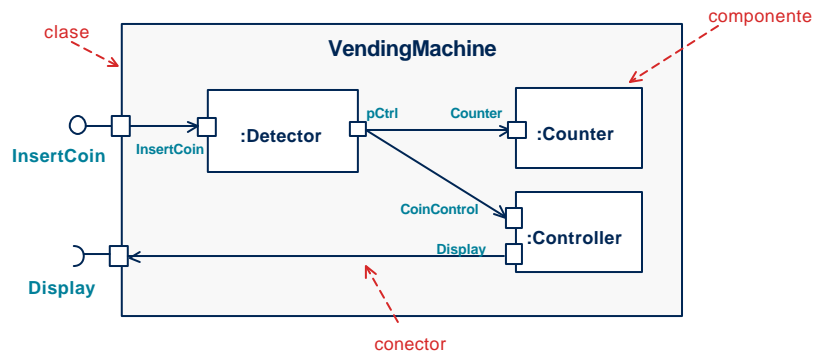 clase
componente
VendingMachine
pCtrl
Counter
:Detector
:Counter
InsertCoin
InsertCoin
CoinControl
:Controller
Display
Display
conector